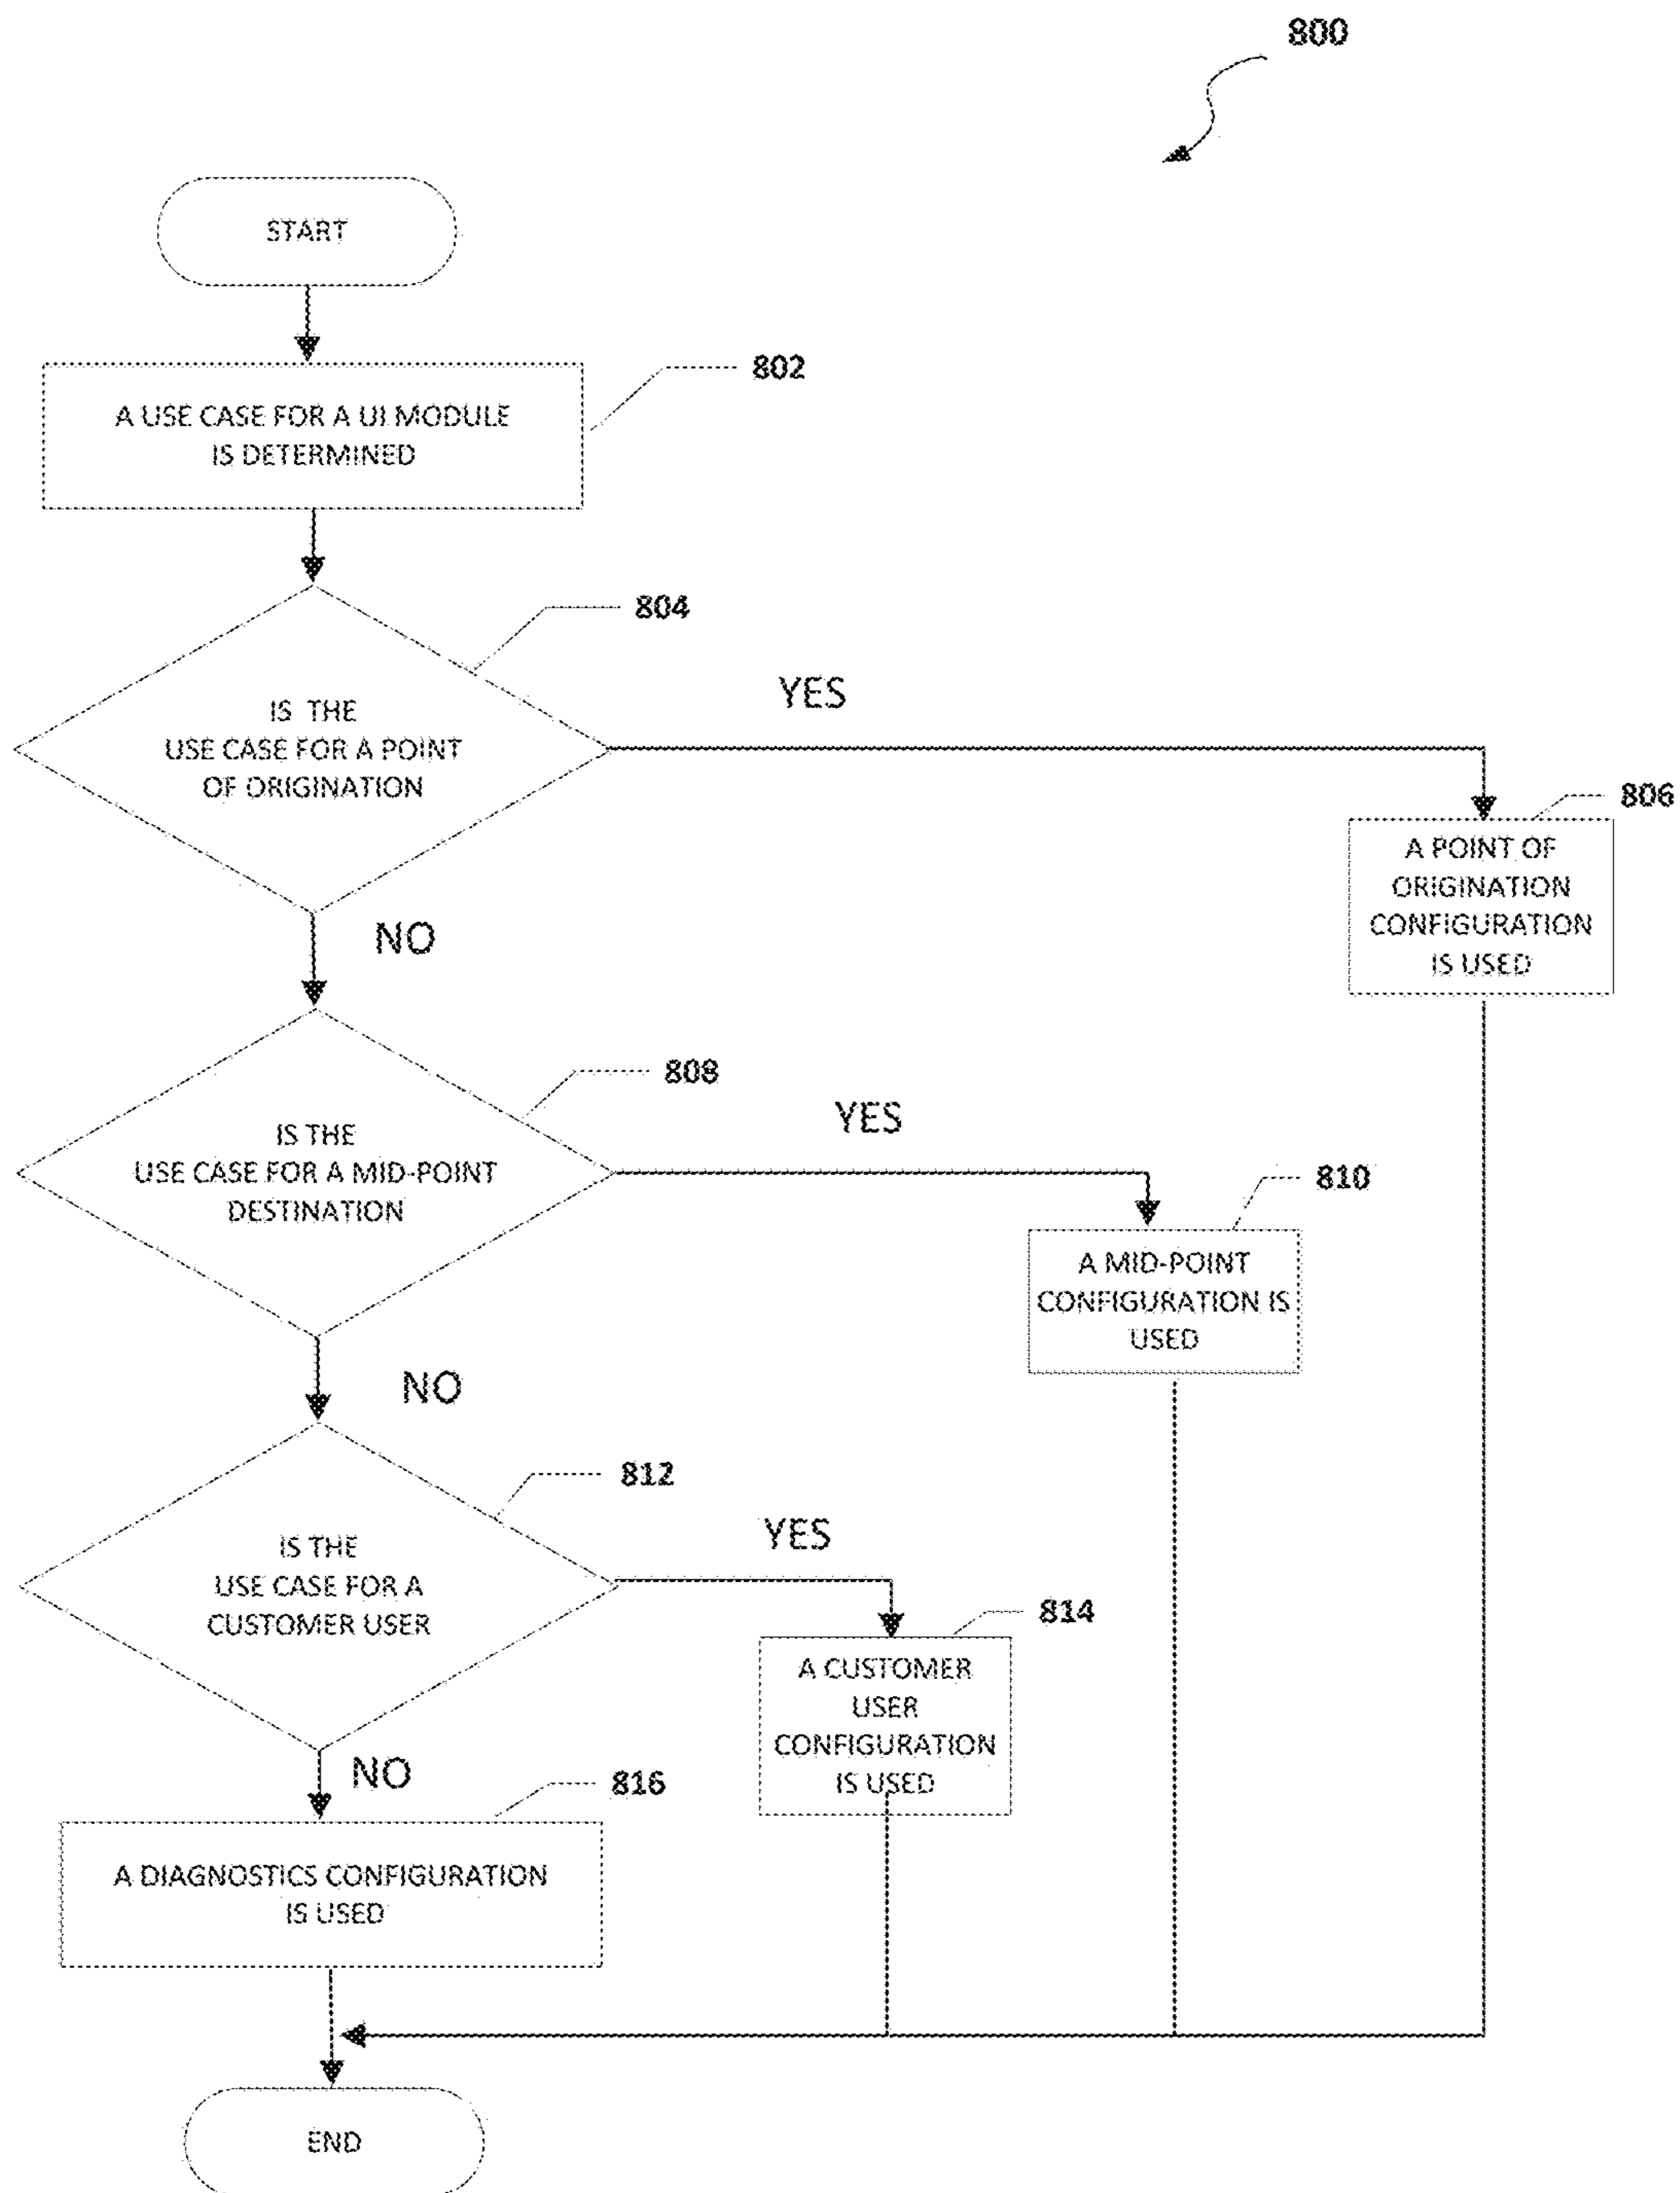 800
START
802
A USE CASE FOR A UI MODULE
IS DETERMINED
804
IS THE
USE CASE FOR A POINT
OF ORIGINATION
YES
806
A POINT OF
ORIGINATION
CONFIGURATION
IS USED
NO
808
IS THE
USE CASE FOR A MID-POINT
DESTINATION
YES
810
A MID-POINT
CONFIGURATION IS
USED
NO
812
IS THE
USE CASE FOR A
CUSTOMER USER
YES
814
A CUSTOMER
USER
CONFIGURATION
IS USED
NO
816
A DIAGNOSTICS CONFIGURATION
IS USED
END